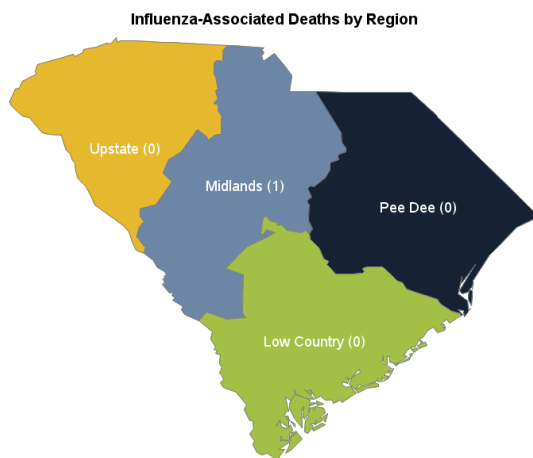 Influenza-Associated Deaths by Region
Upstate (0)
Midlands (1)
Pee Dee (0)
Low Country (0)